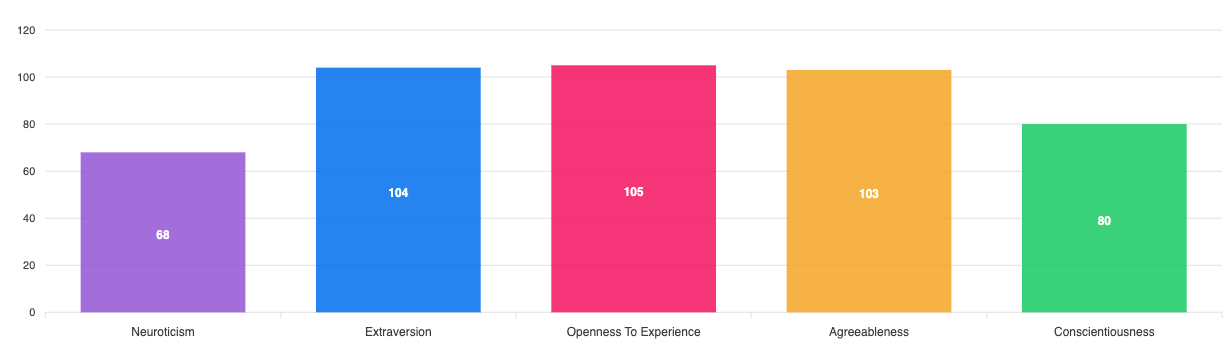 120
100
80
60
40
20
0
68
104
105
103
80
Neuroticism
Extraversion
Openness To Experience
Agreeableness
Conscientiousness